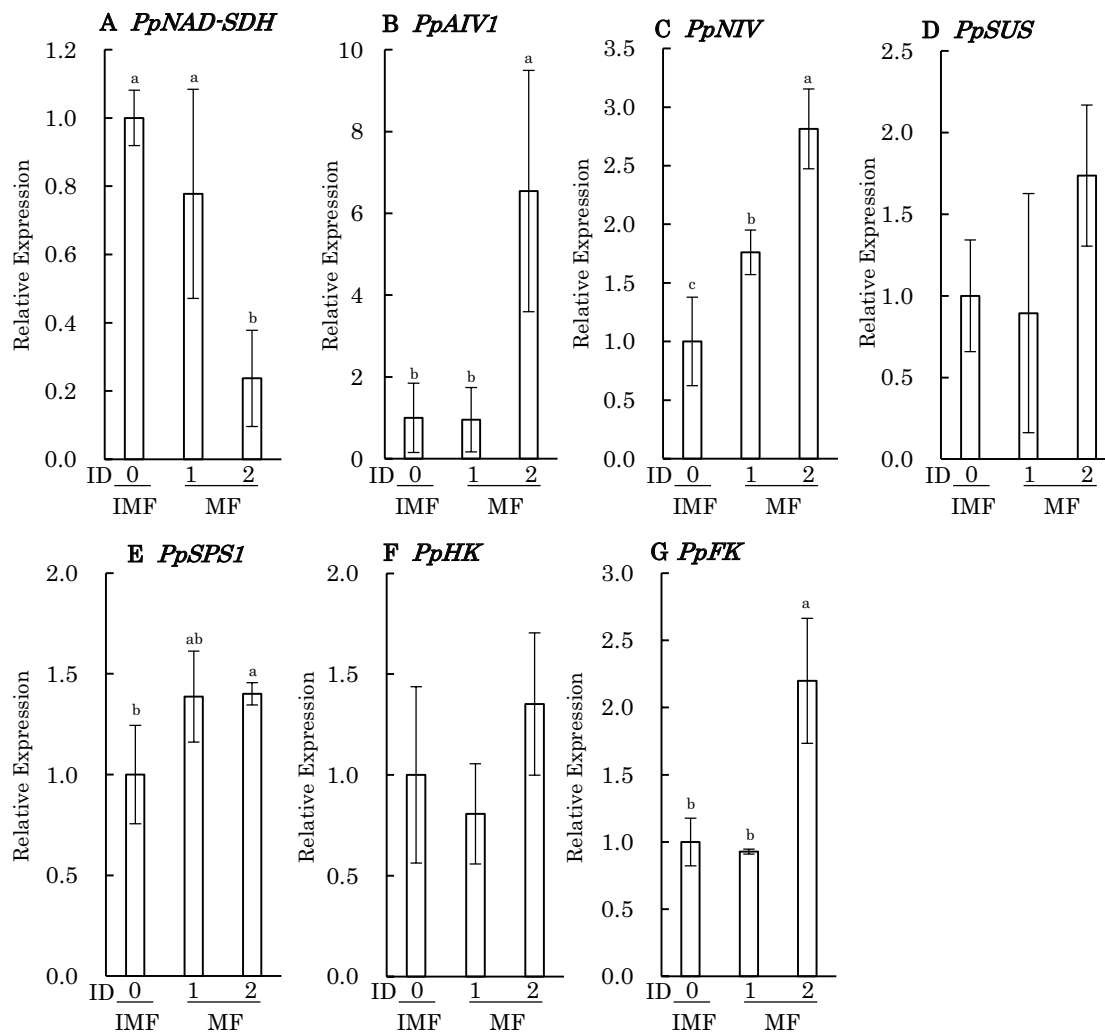 A PpNAD-SDH
Relative Expression
1.2
1.0
0.8
0.6
0.4
0.2
0.0
a
a
b
ID 0 1 2
IMF MF
B PpAIV1
Relative Expression
10
8
6
4
2
0
b
b
a
ID 0 1 2
IMF MF
C PpNIV
Relative Expression
3.5
3.0
2.5
2.0
1.5
1.0
0.5
0.0
c
b
a
ID 0 1 2
IMF MF
D PpSUS
Relative Expression
2.5
2.0
1.5
1.0
0.5
0.0
ID 0 1 2
IMF MF
E PpSPS1
Relative Expression
2.0
1.5
1.0
0.5
0.0
b
ab
a
ID 0 1 2
IMF MF
F PpHK
Relative Expression
2.0
1.5
1.0
0.5
0.0
ID 0 1 2
IMF MF
G PpFK
Relative Expression
3.0
2.5
2.0
1.5
1.0
0.5
0.0
b
b
a
ID 0 1 2
IMF MF